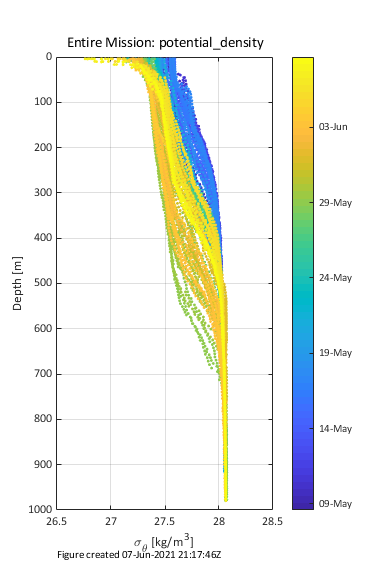 Entire Mission: potential_density
0
100
200
300
400
500
600
700
800
900
1000
Depth [m]
26.5 27 27.5 28 28.5
σθ [kg/m³]
03-Jun
29-May
24-May
19-May
14-May
09-May
Figure created 07-Jun-2021 21:17:46Z